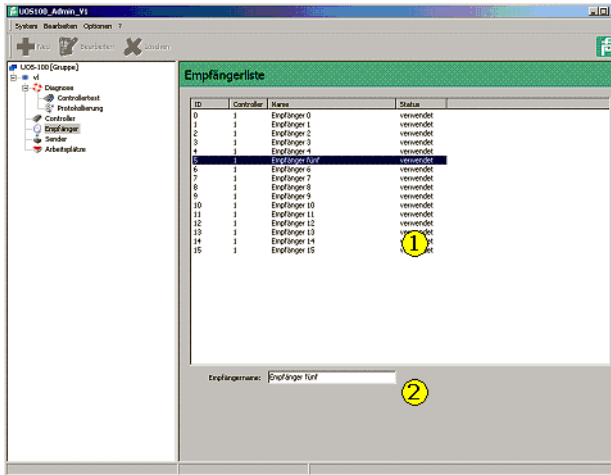 UOS100_Admin_V1
System Bearbeiten Optionen ?
Neu Bearbeiten Löschen
UOS-100 [Gruppe]
vl
Diagnose
Controllertest
Protokollierung
Controller
Empfänger
Sender
Arbeitsplätze
Empfängerliste
ID Controller Name Status
0 1 Empfänger 0 verwendet
1 1 Empfänger 1 verwendet
2 1 Empfänger 2 verwendet
3 1 Empfänger 3 verwendet
4 1 Empfänger 4 verwendet
5 1 Empfänger fünf verwendet
6 1 Empfänger 6 verwendet
7 1 Empfänger 7 verwendet
8 1 Empfänger 8 verwendet
9 1 Empfänger 9 verwendet
10 1 Empfänger 10 verwendet
11 1 Empfänger 11 verwendet
12 1 Empfänger 12 verwendet
13 1 Empfänger 13 verwendet
14 1 Empfänger 14
15 1 Empfänger 15 verwendet
1
Empfängername: Empfänger fünf
2